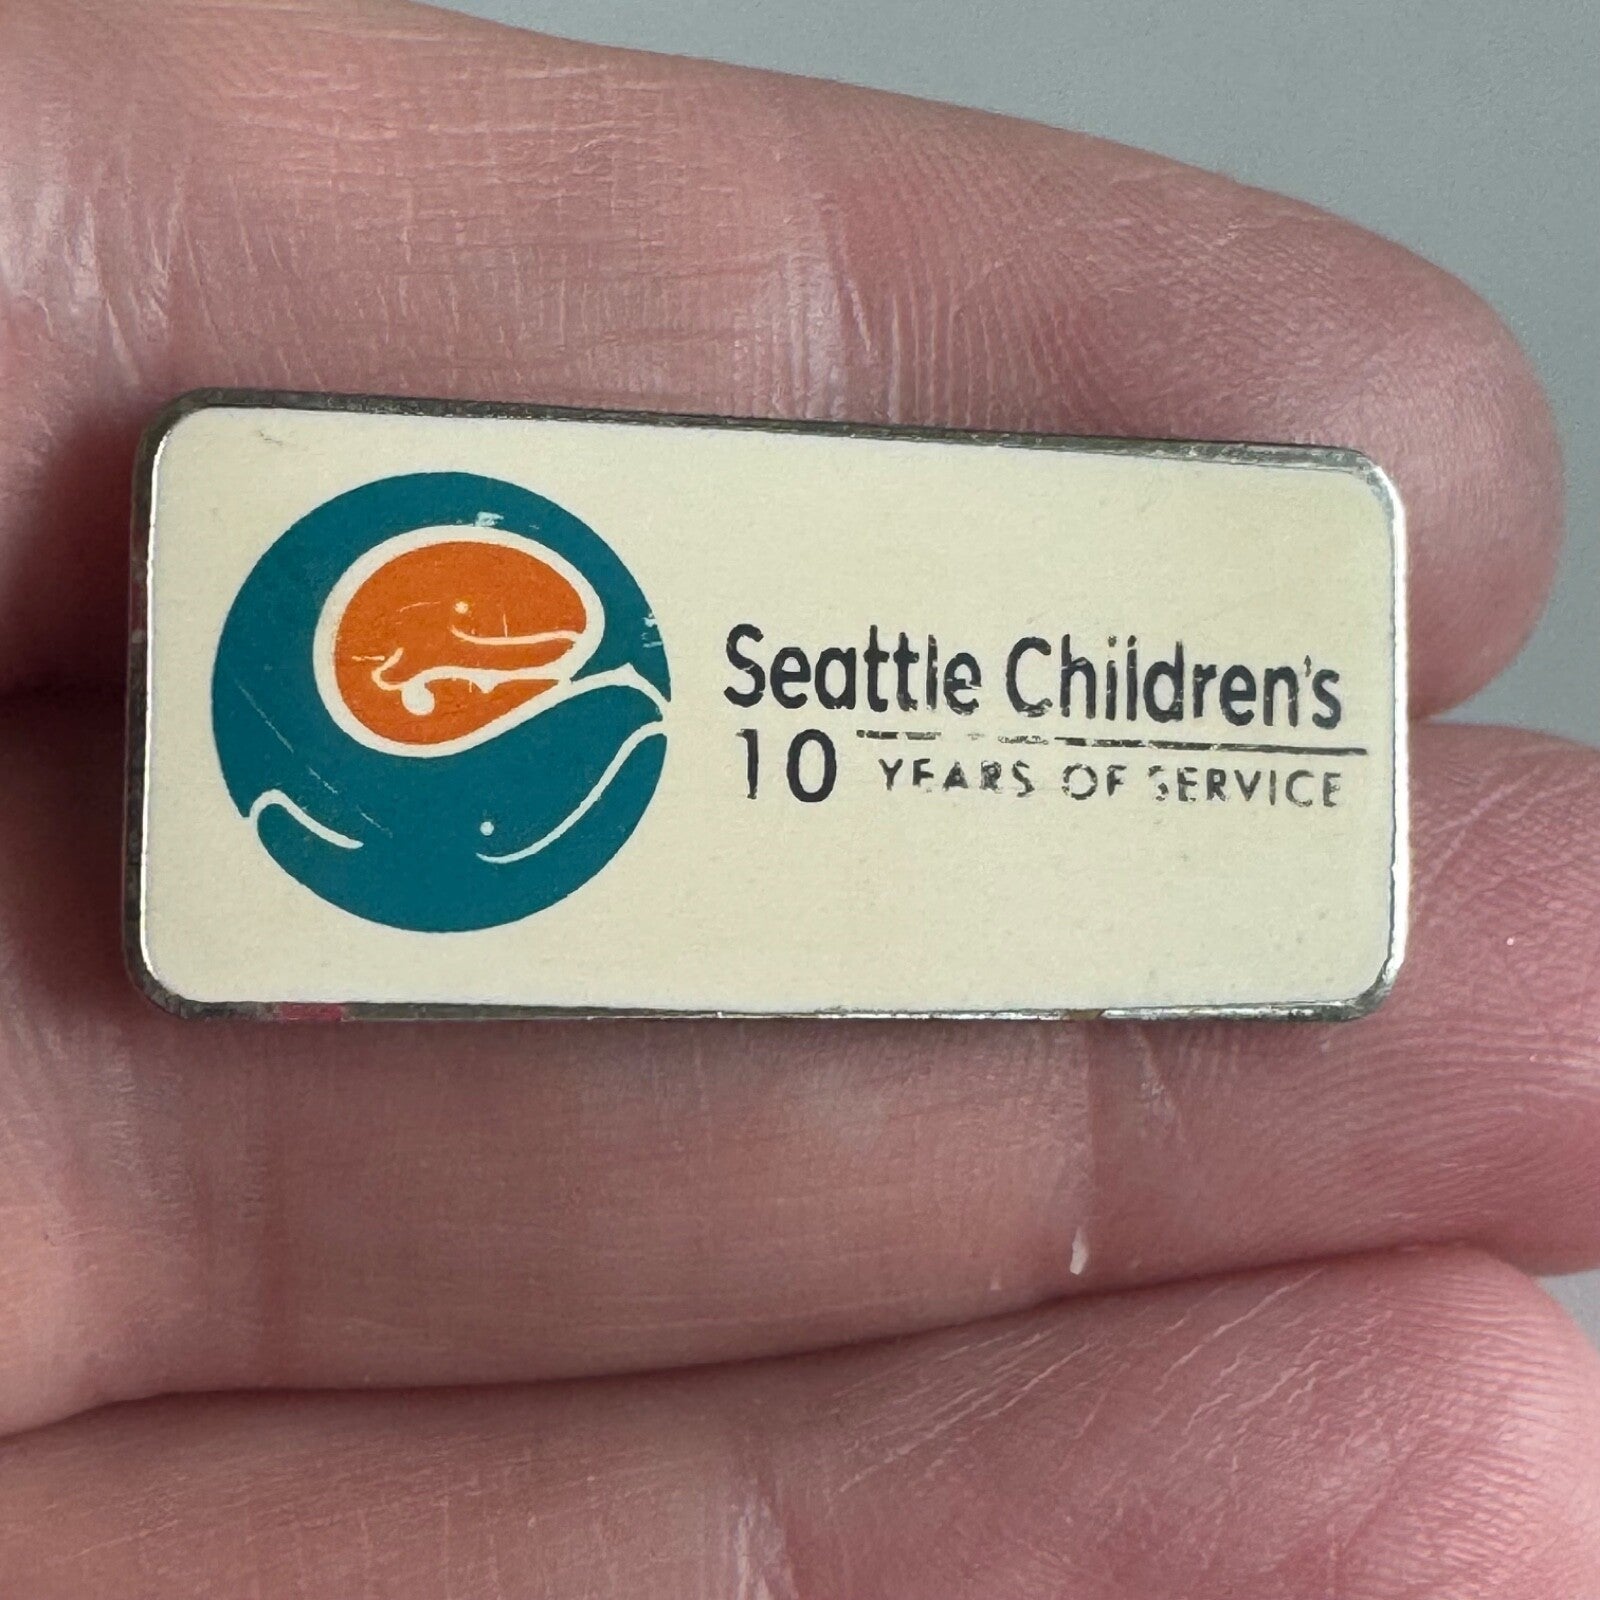 Seattle Children's
10 YEARS OF SERVICE